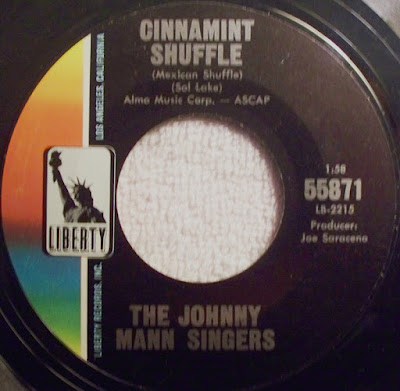 CINNAMINT
SHUFFLE
(Mexican Shuffle)
(Sol Lake)
Almo Music Corp. — ASCAP
LOS ANGELES, CALIFORNIA
LIBERTY
LIBERTY RECORDS, INC.
1:58
55871
LB-2215
Producer:
Joe Saraceno
THE JOHNNY
MANN SINGERS